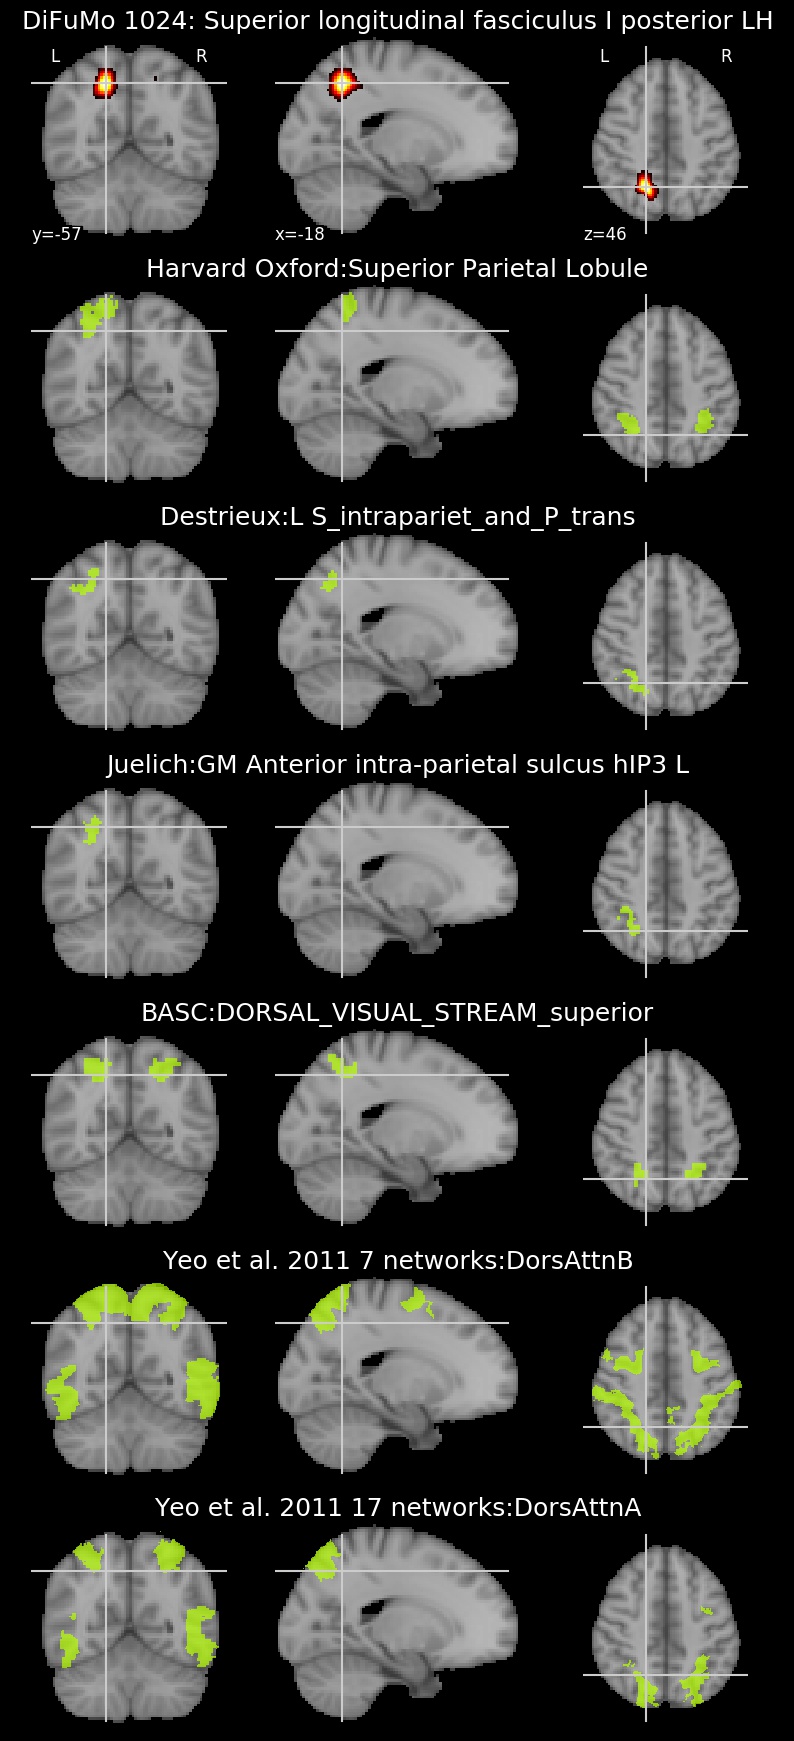 DiFuMo 1024: Superior longitudinal fasciculus I posterior LH
L R L R
y=-57 x=-18 z=46
Harvard Oxford:Superior Parietal Lobule
Destrieux:L S_intrapariet_and_P_trans
Juelich:GM Anterior intra-parietal sulcus hIP3 L
BASC:DORSAL_VISUAL_STREAM_superior
Yeo et al. 2011 7 networks:DorsAttnB
Yeo et al. 2011 17 networks:DorsAttnA